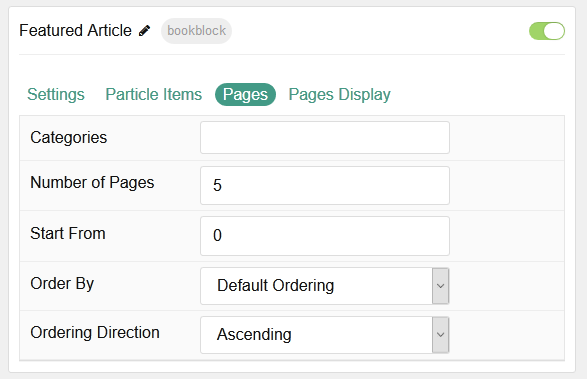 Featured Article bookblock
Settings Particle Items Pages Pages Display
Categories
Number of Pages 5
Start From 0
Order By Default Ordering
Ordering Direction Ascending